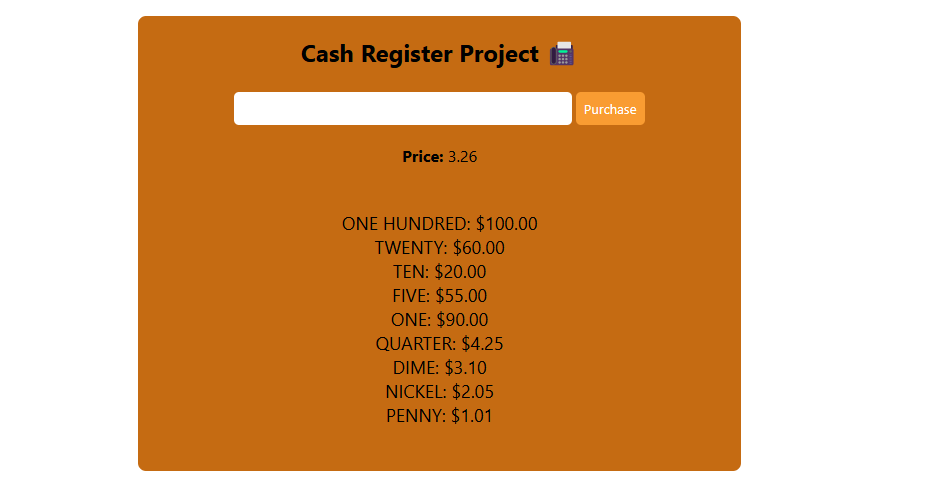 Cash Register Project
Purchase
Price: 3.26
ONE HUNDRED: $100.00
TWENTY: $60.00
TEN: $20.00
FIVE: $55.00
ONE: $90.00
QUARTER: $4.25
DIME: $3.10
NICKEL: $2.05
PENNY: $1.01